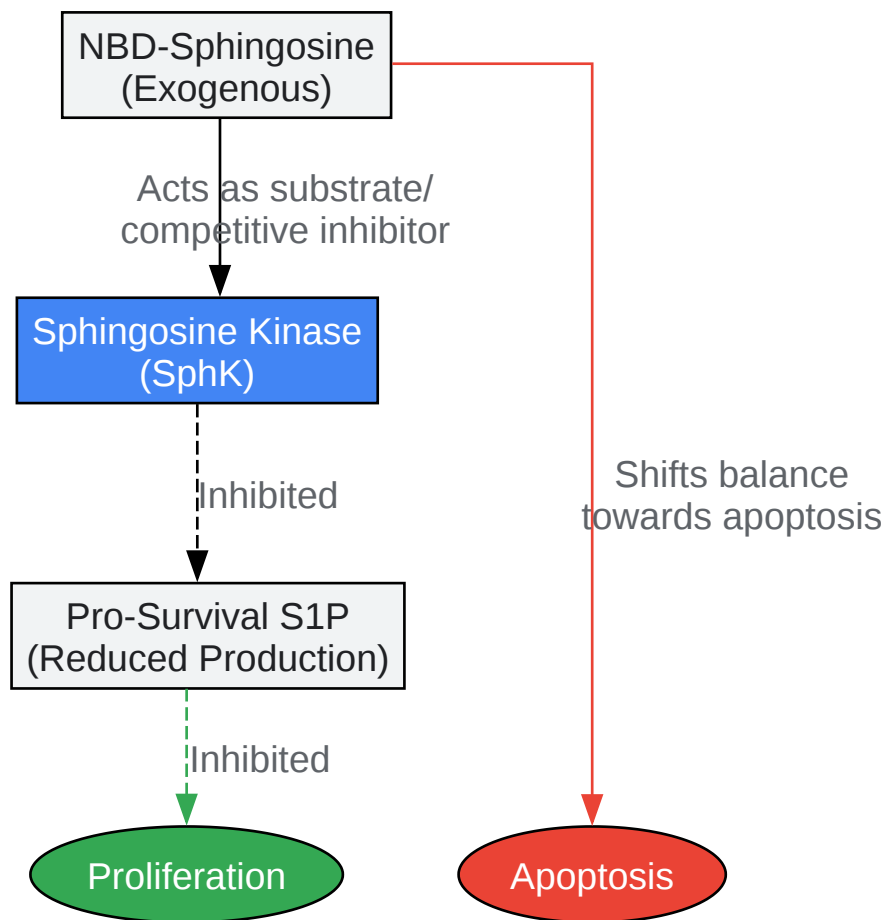 NBD-Sphingosine
(Exogenous)
Acts as substrate/
competitive inhibitor
Sphingosine Kinase
(SphK)
Inhibited
Shifts balance
towards apoptosis
Pro-Survival S1P
(Reduced Production)
Inhibited
Proliferation
Apoptosis